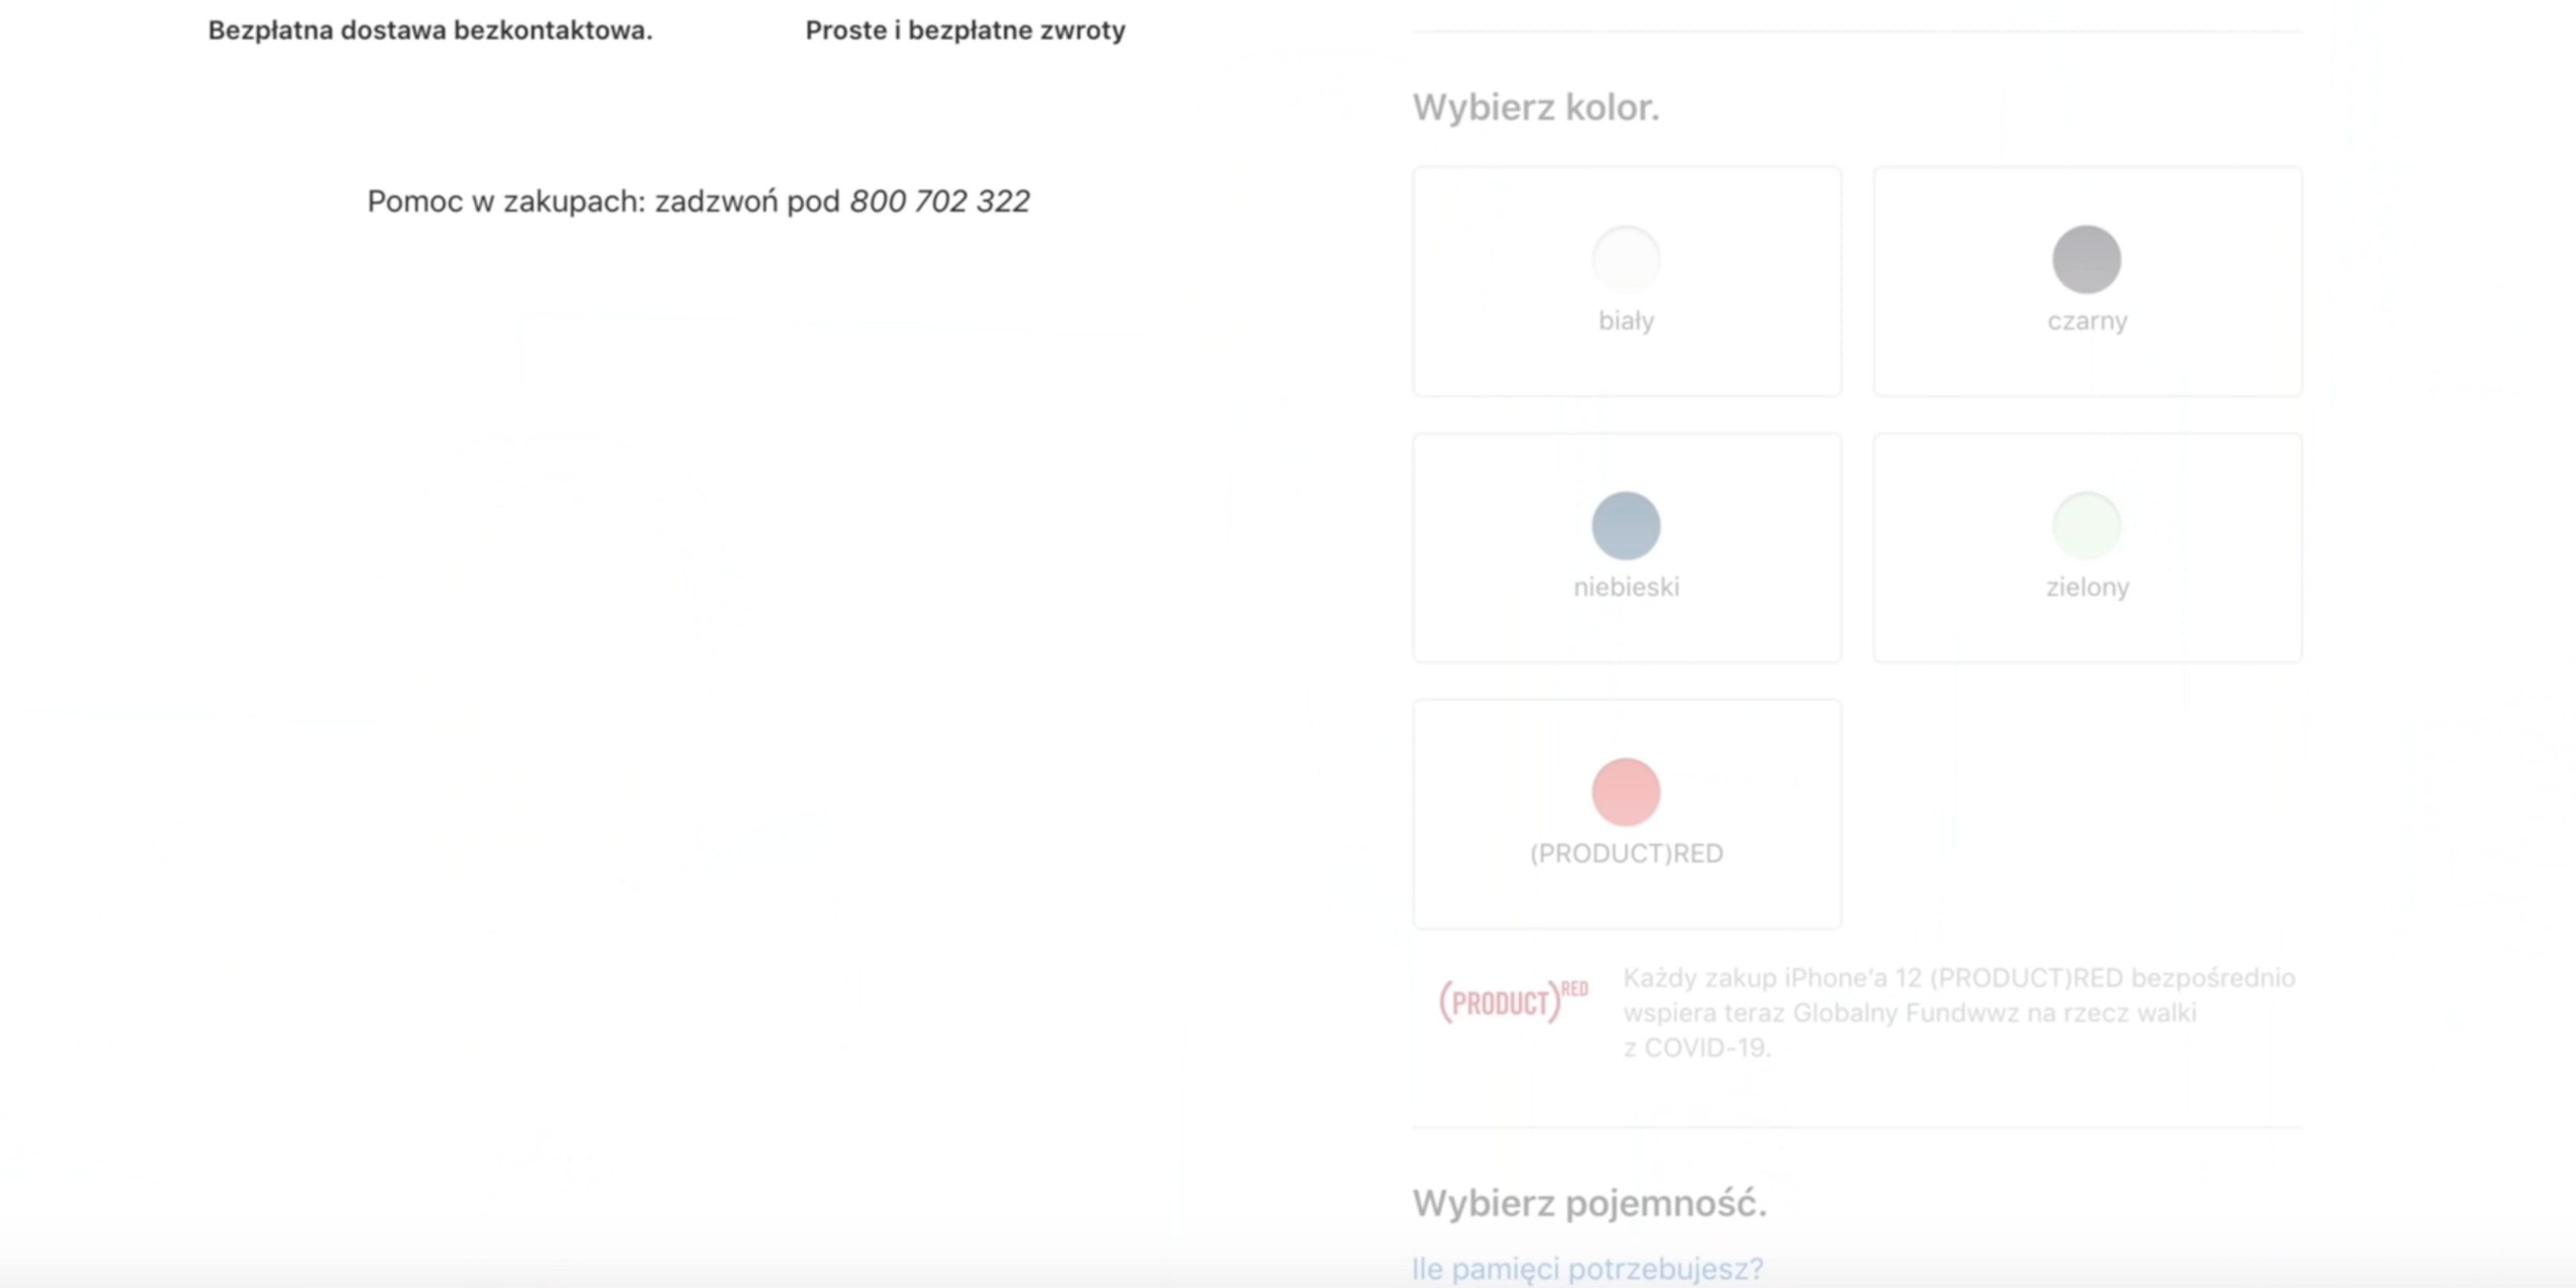 Bezpłatna dostawa bezkontaktowa.
Proste i bezpłatne zwroty
Pomoc w zakupach: zadzwoń pod 800 702 322
Wybierz kolor.
biały
czarny
niebieski
zielony
(PRODUCT)RED
(PRODUCT)RED
Każdy zakup iPhone'a 12 (PRODUCT)RED bezpośrednio
wspiera teraz Globalny Fundwwz na rzecz walki
z COVID-19.
Wybierz pojemność.
Ile pamięci potrzebujesz?